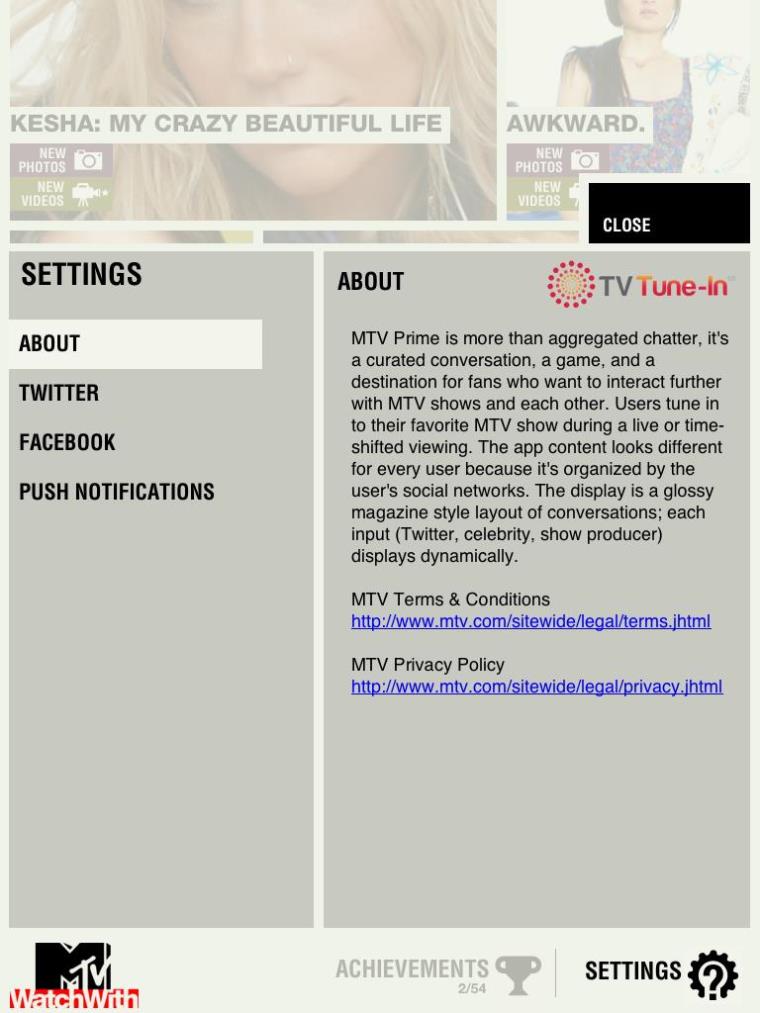 KESHA: MY CRAZY BEAUTIFUL LIFE
NEW
PHOTOS
NEW
VIDEOS
AWKWARD.
NEW
PHOTOS
NEW
VIDEOS
CLOSE
SETTINGS
ABOUT
TWITTER
FACEBOOK
PUSH NOTIFICATIONS
ABOUT
TV Tune-In
MTV Prime is more than aggregated chatter, it's
a curated conversation, a game, and a
destination for fans who want to interact further
with MTV shows and each other. Users tune in
to their favorite MTV show during a live or time-
shifted viewing. The app content looks different
for every user because it's organized by the
user's social networks. The display is a glossy
magazine style layout of conversations; each
input (Twitter, celebrity, show producer)
displays dynamically.
MTV Terms & Conditions
http://www.mtv.com/sitewide/legal/terms.jhtml
MTV Privacy Policy
http://www.mtv.com/sitewide/legal/privacy.jhtml
MTV
WatchWith
ACHIEVEMENTS
2/54
SETTINGS